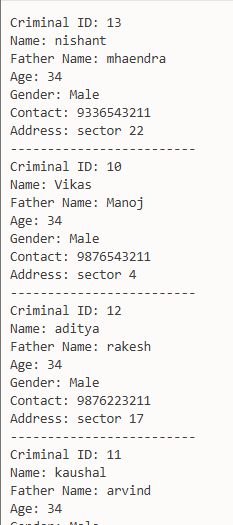 Criminal ID: 13
Name: nishant
Father Name: mhaendra
Age: 34
Gender: Male
Contact: 9336543211
Address: sector 22
-------------------------
Criminal ID: 10
Name: Vikas
Father Name: Manoj
Age: 34
Gender: Male
Contact: 9876543211
Address: sector 4
-------------------------
Criminal ID: 12
Name: aditya
Father Name: rakesh
Age: 34
Gender: Male
Contact: 9876223211
Address: sector 17
-------------------------
Criminal ID: 11
Name: kaushal
Father Name: arvind
Age: 34
Gender: Male